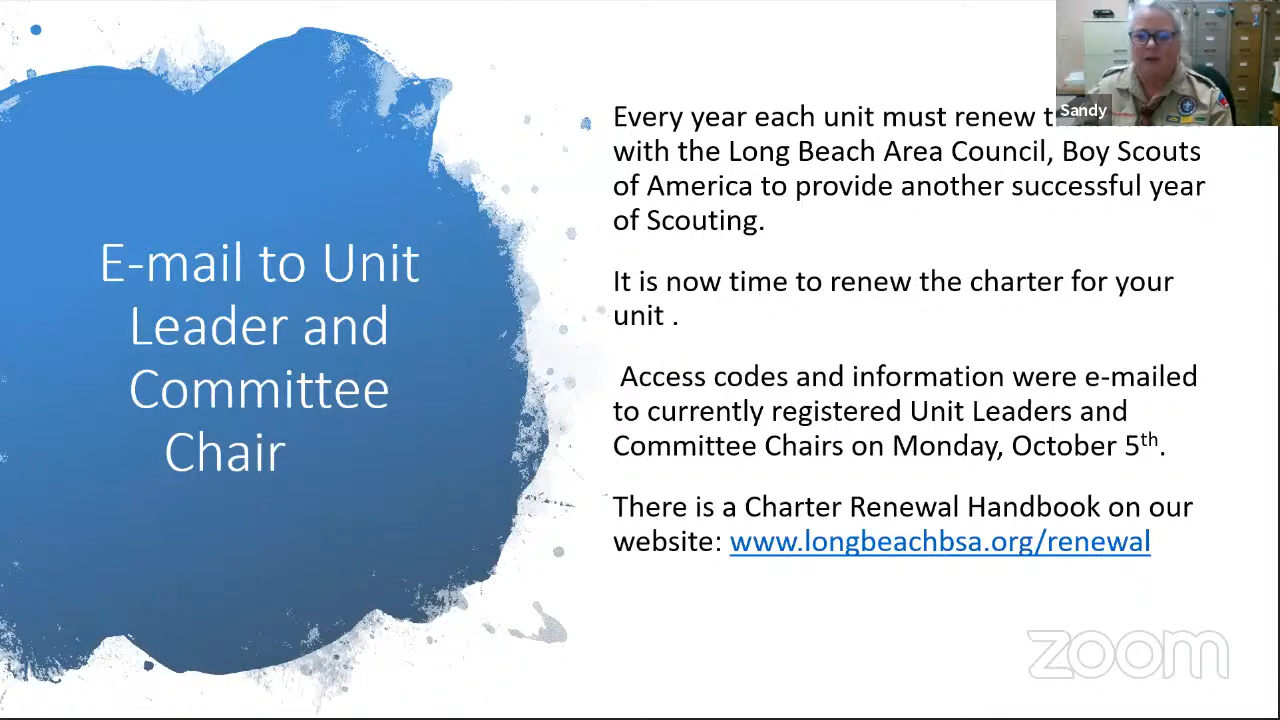 E-mail to Unit
Leader and
Committee
Chair
Every year each unit must renew
with the Long Beach Area Council, Boy Scouts
of America to provide another successful year
of Scouting.
It is now time to renew the charter for your
unit .
Access codes and information were e-mailed
to currently registered Unit Leaders and
Committee Chairs on Monday, October 5th.
There is a Charter Renewal Handbook on our
website: www.longbeachbsa.org/renewal
Sandy
zoom